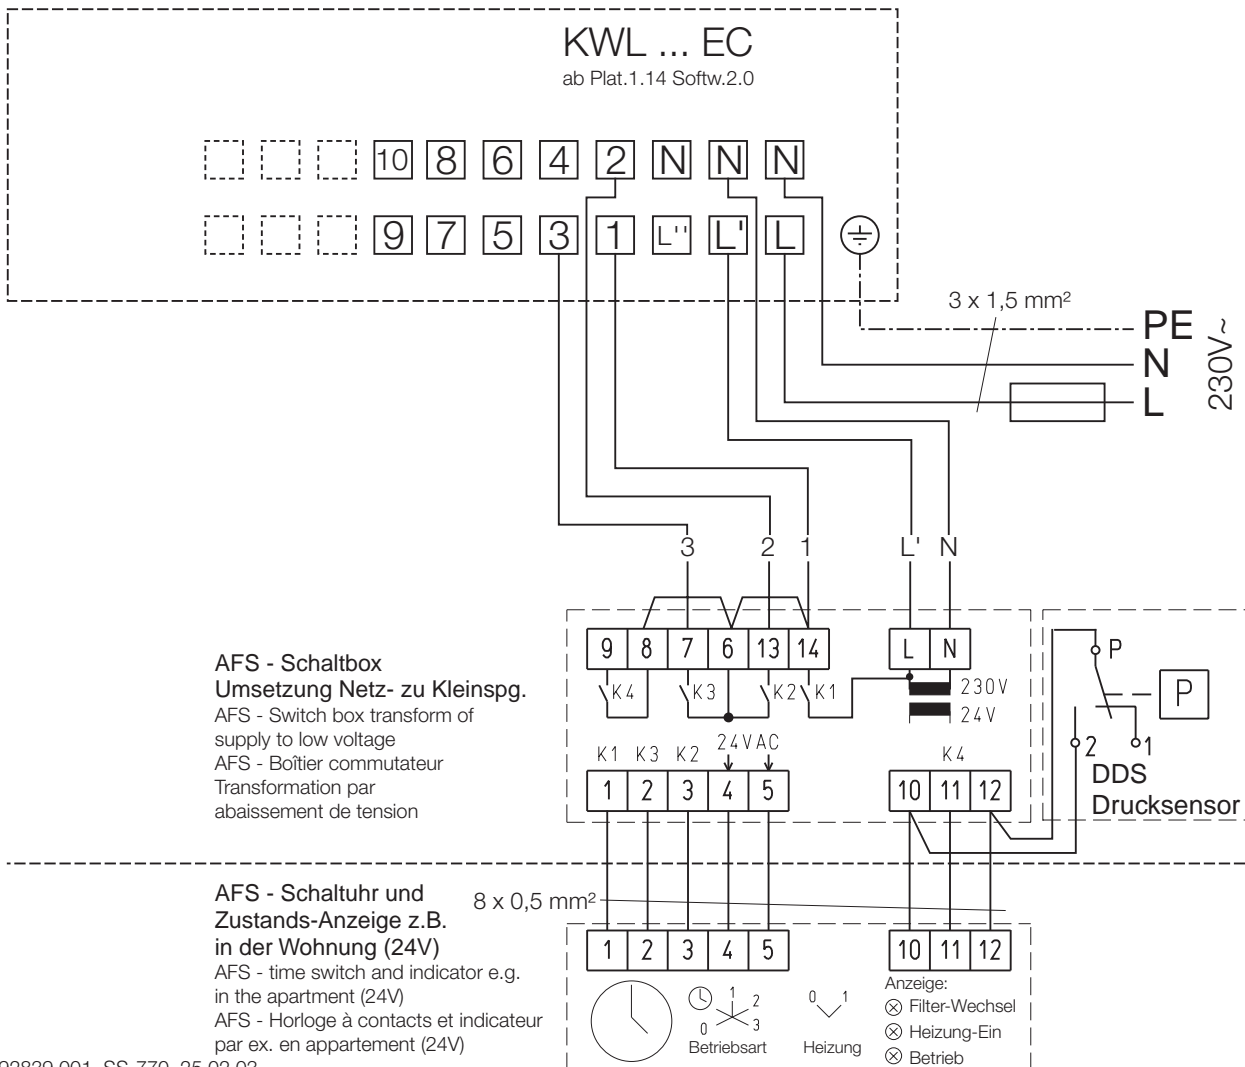 KWL ... EC
ab Plat.1.14 Softw.2.0
10 8 6 4 2 N N N
9 7 5 3 1 L'' L' L
3 x 1,5 mm²
PE
N
L
230V~
3 2 1 L' N
9 8 7 6 13 14 L N
K4 K3 K2 K1
230V
24V
P
P
2 1
DDS
Drucksensor
K1 K3 K2 24VAC K4
1 2 3 4 5 10 11 12
AFS - Schaltbox
Umsetzung Netz- zu Kleinspg.
AFS - Switch box transform of
supply to low voltage
AFS - Boîtier commutateur
Transformation par
abaissement de tension
AFS - Schaltuhr und
Zustands-Anzeige z.B.
in der Wohnung (24V)
AFS - time switch and indicator e.g.
in the apartment (24V)
AFS - Horloge à contacts et indicateur
par ex. en appartement (24V)
8 x 0,5 mm²
1 2 3 4 5 10 11 12
0 1 2 3
Betriebsart
0 1
Heizung
Anzeige:
Filter-Wechsel
Heizung-Ein
Betrieb